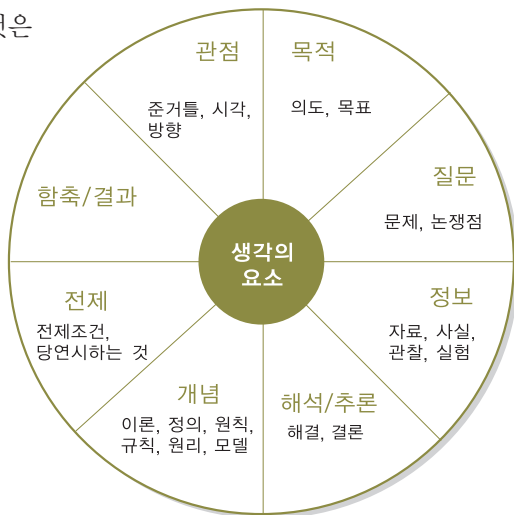 관점
준거틀, 시각,
방향
목적
의도, 목표
질문
문제, 논쟁점
정보
자료, 사실,
관찰, 실험
해석/추론
해결, 결론
개념
이론, 정의, 원칙,
규칙, 원리, 모델
전제
전제조건,
당연시하는 것
함축/결과
생각의
요소